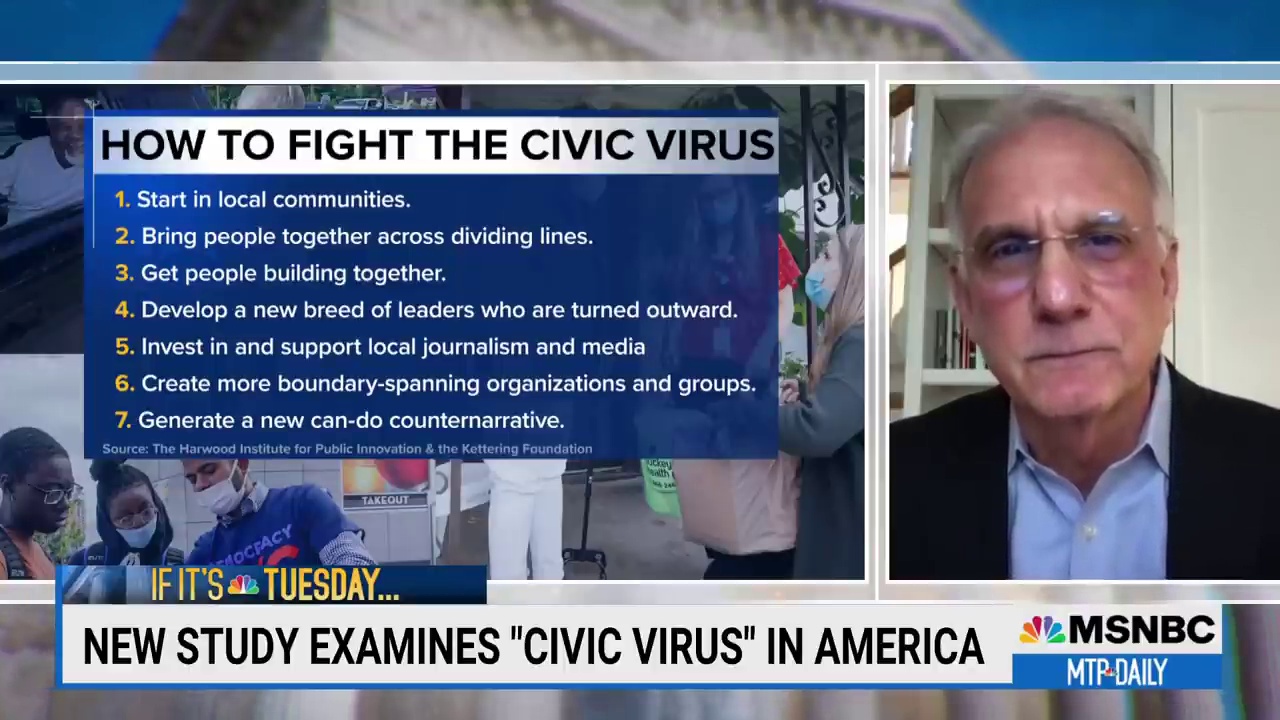 HOW TO FIGHT THE CIVIC VIRUS
1. Start in local communities.
2. Bring people together across dividing lines.
3. Get people building together.
4. Develop a new breed of leaders who are turned outward.
5. Invest in and support local journalism and media
6. Create more boundary-spanning organizations and groups.
7. Generate a new can-do counternarrative.
Source: The Harwood Institute for Public Innovation & the Kettering Foundation
TAKEOUT
IF IT'S TUESDAY...
NEW STUDY EXAMINES "CIVIC VIRUS" IN AMERICA
MSNBC
MTP DAILY